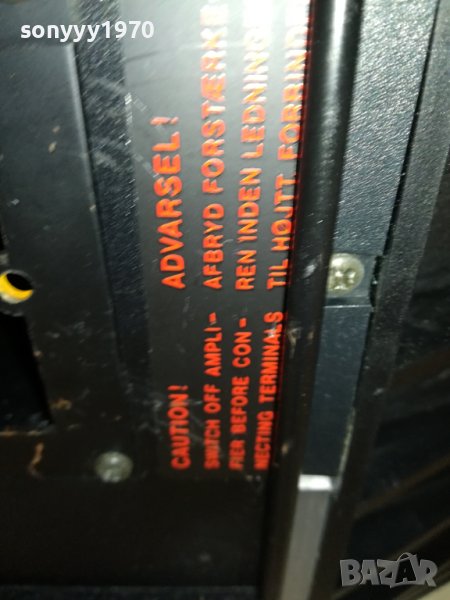 sonyyy1970
CAUTION!
SWITCH OFF AMPLI-
FIER BEFORE CON-
NECTING TERMINALS
ADVARSEL!
AFBRYD FORSTÆRKE
REN INDEN LEDNING
TIL HØJTT. FORBIND
BAZAR